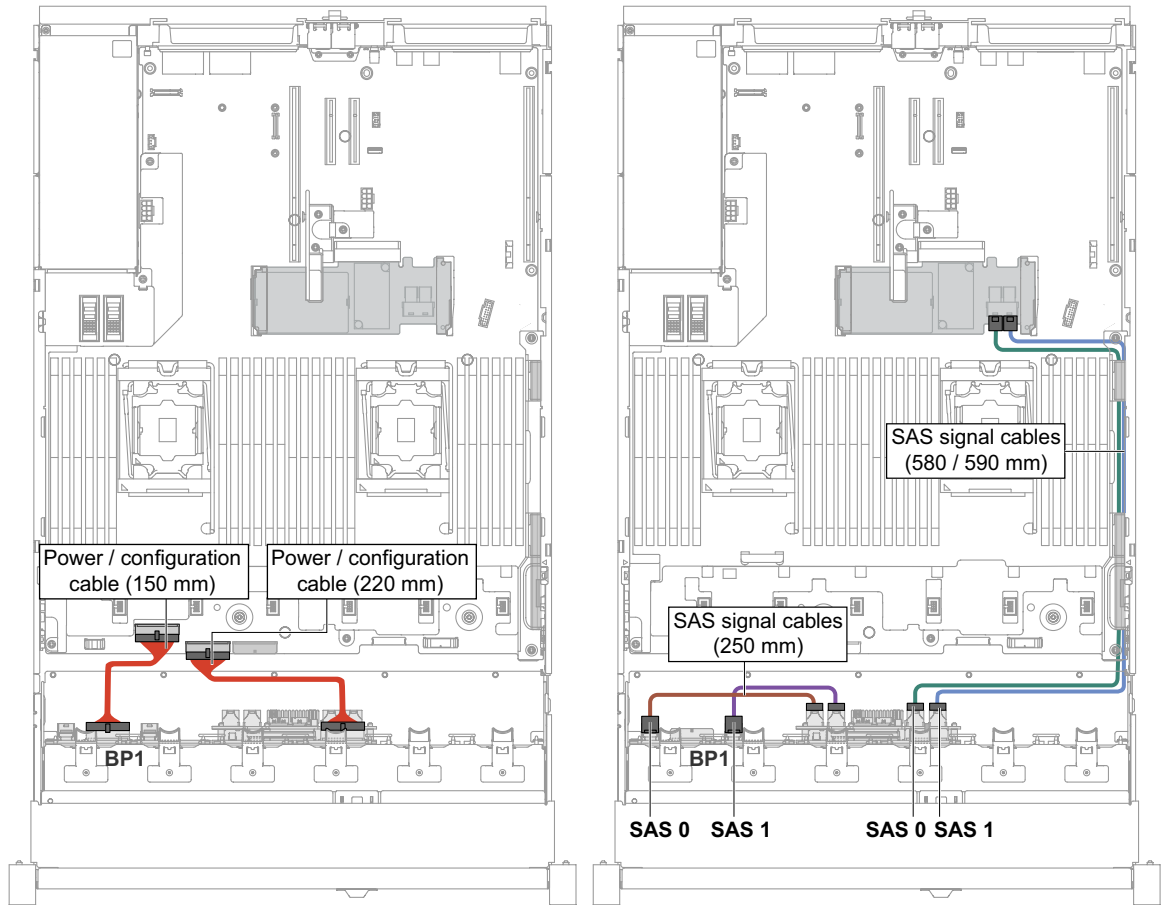 SAS signal cables
(580 / 590 mm)
Power / configuration
cable (150 mm)
Power / configuration
cable (220 mm)
SAS signal cables
(250 mm)
BP1
BP1
SAS 0
SAS 1
SAS 0
SAS 1